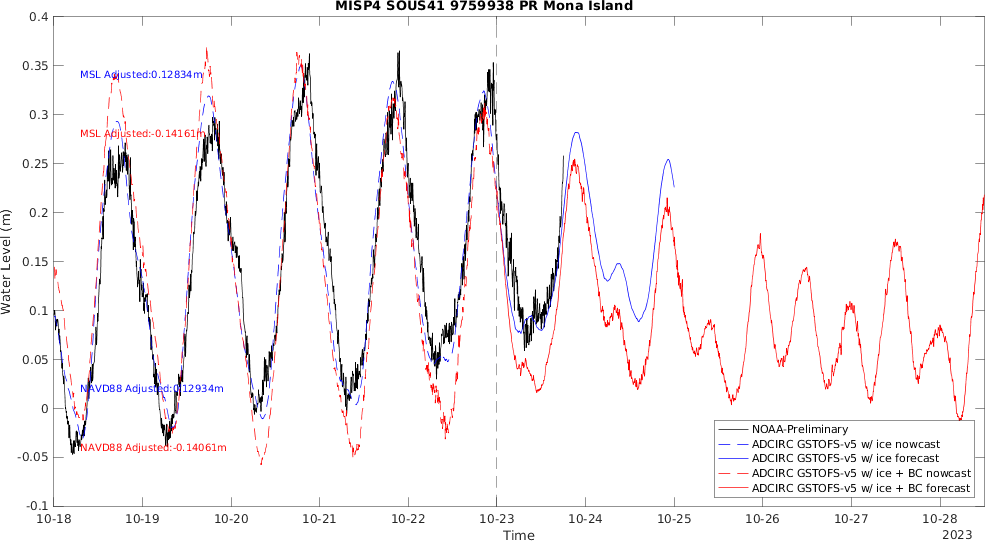 MISP4 SOUS41 9759938 PR Mona Island
0.4
0.35
0.3
0.25
0.2
0.15
0.1
0.05
0
-0.05
-0.1
Water Level (m)
MSL Adjusted:0.12834m
MSL Adjusted:-0.14161m
NAVD88 Adjusted:0.12934m
NAVD88 Adjusted:-0.14061m
NOAA-Preliminary
ADCIRC GSTOFS-v5 w/ ice nowcast
ADCIRC GSTOFS-v5 w/ ice forecast
ADCIRC GSTOFS-v5 w/ ice + BC nowcast
ADCIRC GSTOFS-v5 w/ ice + BC forecast
10-18 10-19 10-20 10-21 10-22 10-23 10-24 10-25 10-26 10-27 10-28
2023
Time